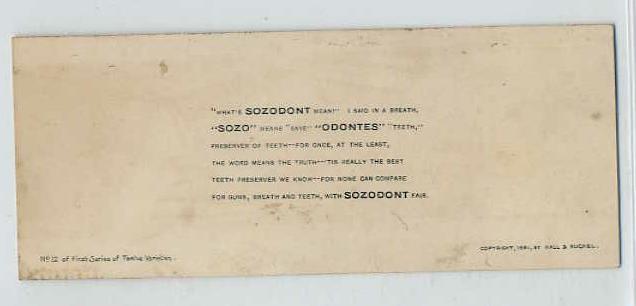 "WHAT'S SOZODONT MEAN?" I SAID IN A BREATH,
"SOZO" MEANS "SAVE" "ODONTES" "TEETH,"
PRESERVER OF TEETH—FOR ONCE, AT THE LEAST,
THE WORD MEANS THE TRUTH—'TIS REALLY THE BEST
TEETH PRESERVER WE KNOW—FOR NONE CAN COMPARE
FOR GUMS, BREATH AND TEETH, WITH SOZODONT FAIR.
No 12 of First Series of Twelve Varieties.
COPYRIGHT, 1891, BY HALL & RUCKEL.